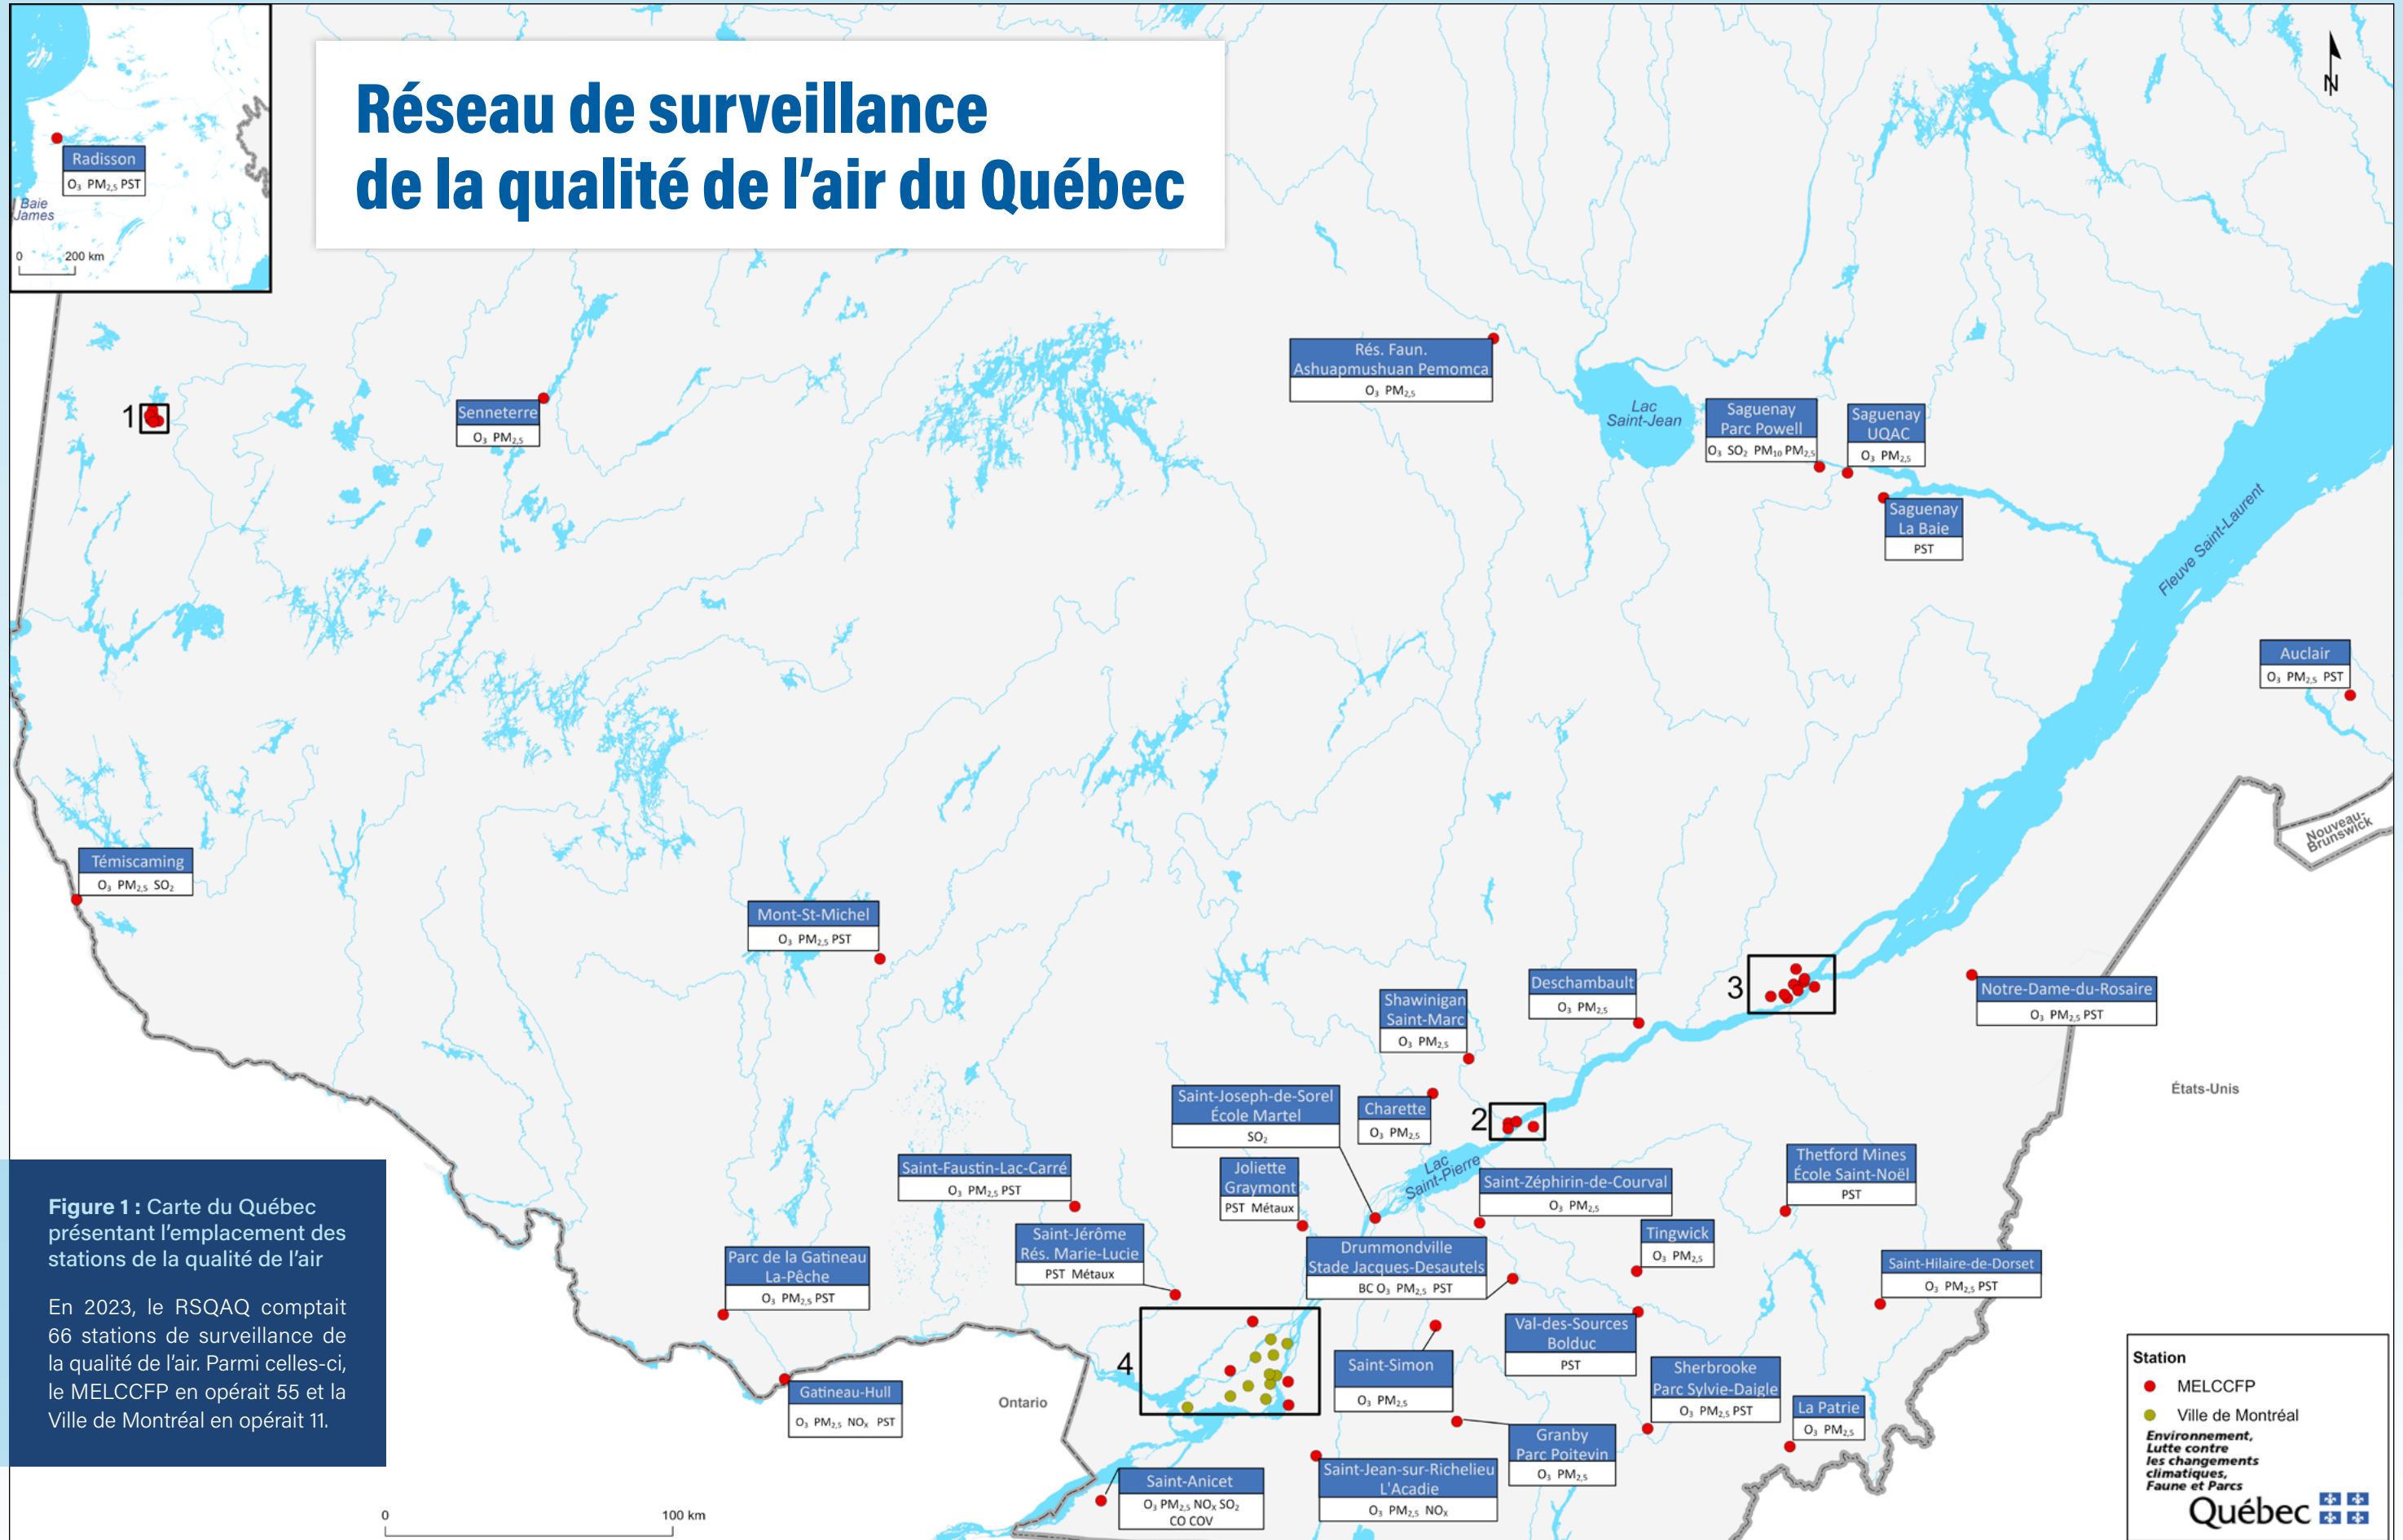 Réseau de surveillance
de la qualité de l'air du Québec
N
Radisson
O₃ PM₂,₅ PST
Baie
James
0 200 km
1
Senneterre
O₃ PM₂,₅
Rés. Faun.
Ashuapmushuan Pemomca
O₃ PM₂,₅
Lac
Saint-Jean
Saguenay
Parc Powell
O₃ SO₂ PM₁₀ PM₂,₅
Saguenay
UQAC
O₃ PM₂,₅
Saguenay
La Baie
PST
Fleuve Saint-Laurent
Auclair
O₃ PM₂,₅ PST
Nouveau-
Brunswick
Témiscaming
O₃ PM₂,₅ SO₂
Mont-St-Michel
O₃ PM₂,₅ PST
Shawinigan
Saint-Marc
O₃ PM₂,₅
Deschambault
O₃ PM₂,₅
3
Notre-Dame-du-Rosaire
O₃ PM₂,₅ PST
États-Unis
Saint-Joseph-de-Sorel
École Martel
SO₂
Charette
O₃ PM₂,₅
2
Lac
Saint-Pierre
Saint-Faustin-Lac-Carré
O₃ PM₂,₅ PST
Joliette
Graymont
PST Métaux
Saint-Zéphirin-de-Courval
O₃ PM₂,₅
Thetford Mines
École Saint-Noël
PST
Saint-Jérôme
Rés. Marie-Lucie
PST Métaux
Drummondville
Stade Jacques-Desautels
BC O₃ PM₂,₅ PST
Tingwick
O₃ PM₂,₅
Saint-Hilaire-de-Dorset
O₃ PM₂,₅ PST
Parc de la Gatineau
La-Pêche
O₃ PM₂,₅ PST
4
Val-des-Sources
Bolduc
PST
Saint-Simon
O₃ PM₂,₅
Sherbrooke
Parc Sylvie-Daigle
O₃ PM₂,₅ PST
Gatineau-Hull
O₃ PM₂,₅ NOₓ PST
Ontario
La Patrie
O₃ PM₂,₅
Granby
Parc Poitevin
O₃ PM₂,₅
Saint-Anicet
O₃ PM₂,₅ NOₓ SO₂
CO COV
Saint-Jean-sur-Richelieu
L'Acadie
O₃ PM₂,₅ NOₓ
0 100 km
Figure 1 : Carte du Québec
présentant l'emplacement des
stations de la qualité de l'air
En 2023, le RSQAQ comptait
66 stations de surveillance de
la qualité de l'air. Parmi celles-ci,
le MELCCFP en opérait 55 et la
Ville de Montréal en opérait 11.
Station
MELCCFP
Ville de Montréal
Environnement,
Lutte contre
les changements
climatiques,
Faune et Parcs
Québec